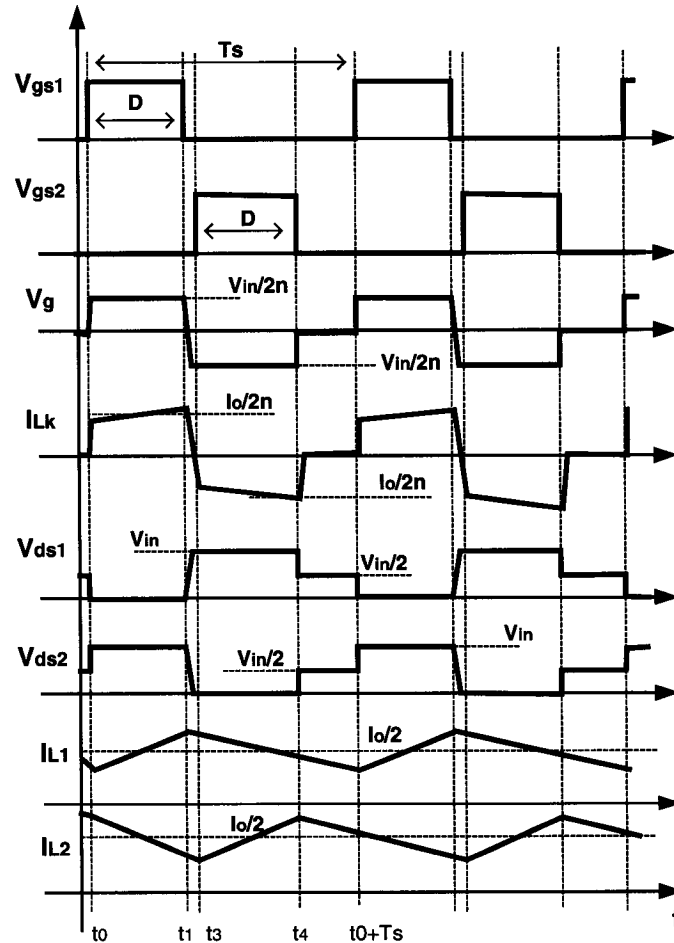 Ts
Vgs1
D
Vgs2
D
Vg
Vin/2n
Vin/2n
ILk
Io/2n
Io/2n
Vds1
Vin
Vin/2
Vds2
Vin/2
Vin
IL1
Io/2
IL2
Io/2
t0 t1 t3 t4 t0+Ts